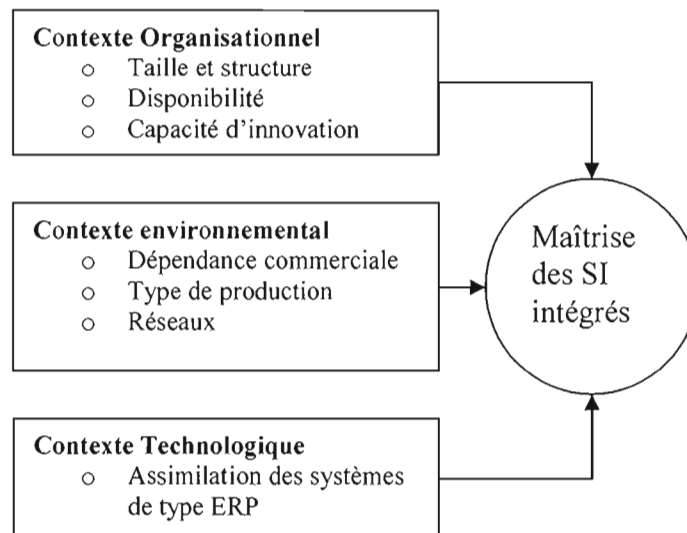 Contexte Organisationnel
o Taille et structure
o Disponibilité
o Capacité d'innovation
Contexte environnemental
o Dépendance commerciale
o Type de production
o Réseaux
Maîtrise
des SI
intégrés
Contexte Technologique
o Assimilation des systèmes
de type ERP